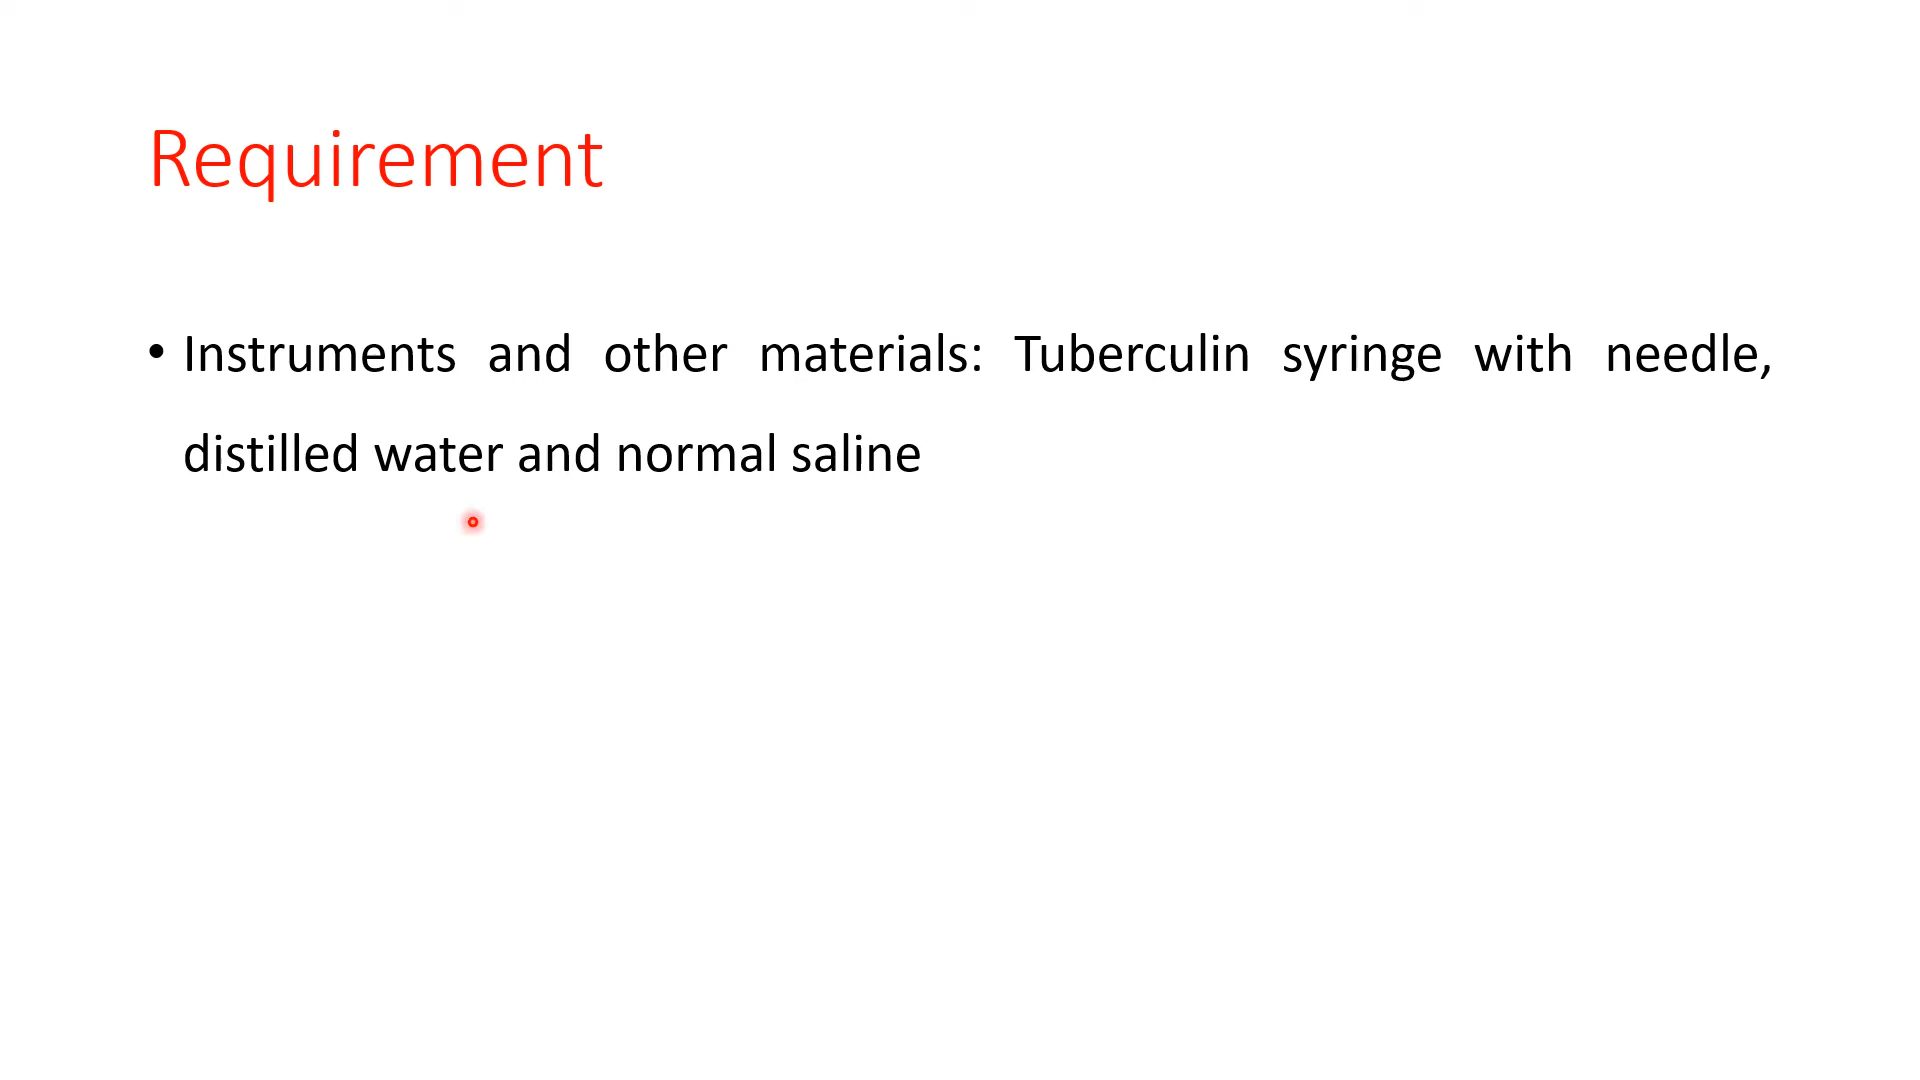 Requirement
• Instruments and other materials: Tuberculin syringe with needle,
distilled water and normal saline